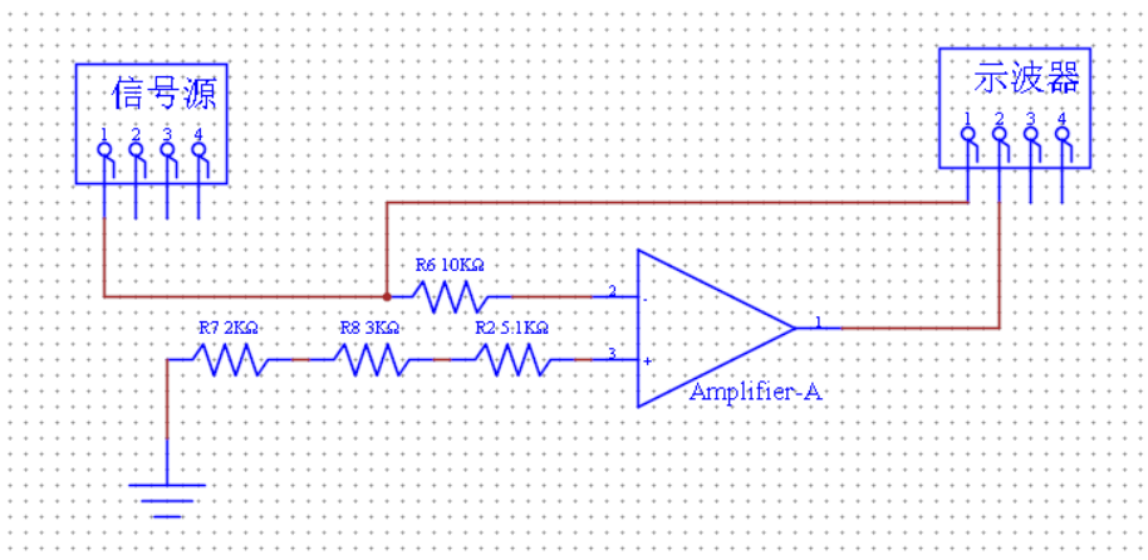 信号源
1 2 3 4
示波器
1 2 3 4
R6 10KΩ
2
-
R7 2KΩ
R8 3KΩ
R2 5.1KΩ
3
+
1
Amplifier-A